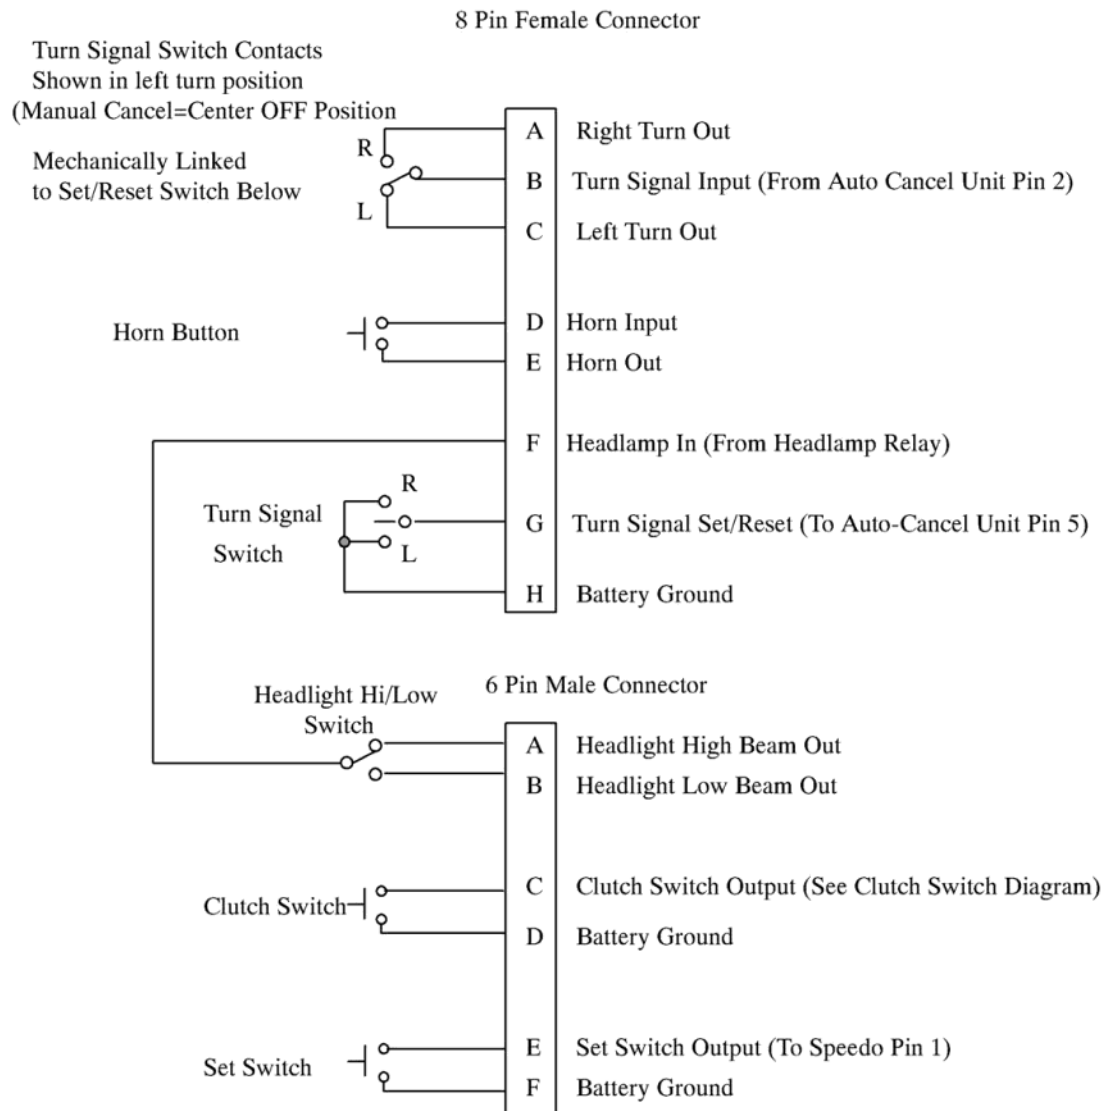 8 Pin Female Connector
Turn Signal Switch Contacts
Shown in left turn position
(Manual Cancel=Center OFF Position
A Right Turn Out
R
Mechanically Linked
to Set/Reset Switch Below
B Turn Signal Input (From Auto Cancel Unit Pin 2)
L
C Left Turn Out
Horn Button
D Horn Input
E Horn Out
F Headlamp In (From Headlamp Relay)
R
Turn Signal
Switch
G Turn Signal Set/Reset (To Auto-Cancel Unit Pin 5)
L
H Battery Ground
6 Pin Male Connector
Headlight Hi/Low
Switch
A Headlight High Beam Out
B Headlight Low Beam Out
C Clutch Switch Output (See Clutch Switch Diagram)
Clutch Switch
D Battery Ground
E Set Switch Output (To Speedo Pin 1)
Set Switch
F Battery Ground